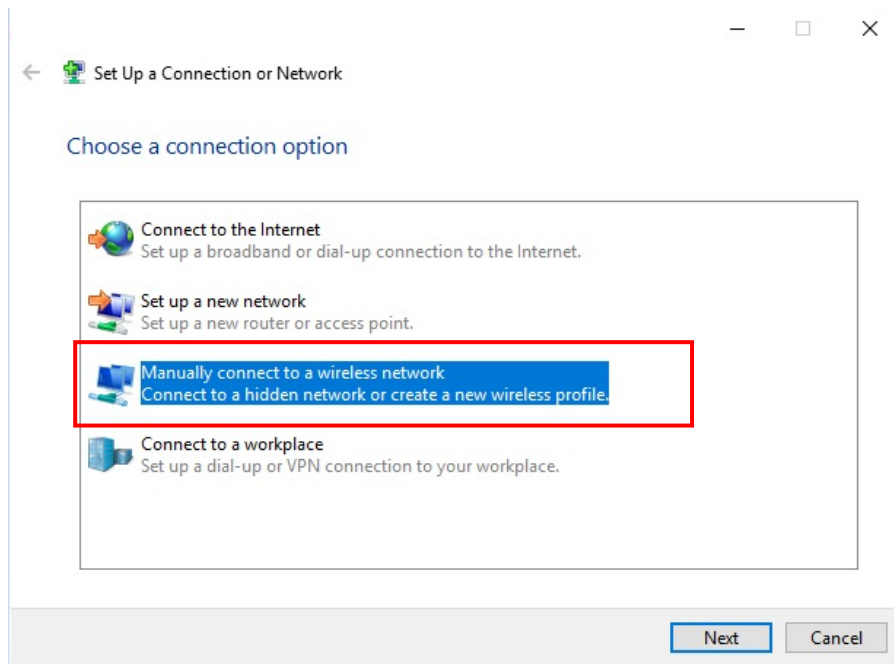 Set Up a Connection or Network
Choose a connection option
Connect to the Internet
Set up a broadband or dial-up connection to the Internet.
Set up a new network
Set up a new router or access point.
Manually connect to a wireless network
Connect to a hidden network or create a new wireless profile.
Connect to a workplace
Set up a dial-up or VPN connection to your workplace.
Next Cancel